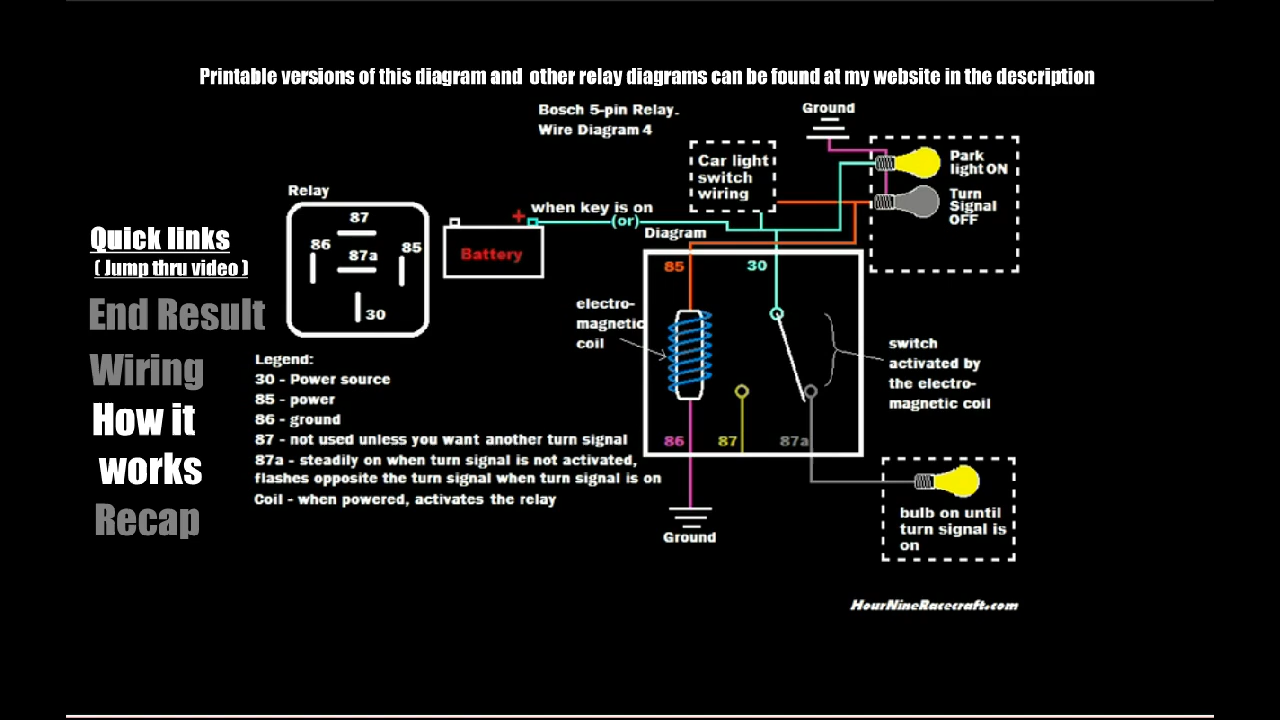 Printable versions of this diagram and other relay diagrams can be found at my website in the description
Bosch 5-pin Relay.
Wire Diagram 4
Ground
Car light
switch
wiring
Park
light ON
Turn
Signal
OFF
Relay
87
86
87a
85
30
+
when key is on
(or)
Battery
Diagram
85
30
electro-
magnetic
coil
switch
activated by
the electro-
magnetic coil
86
87
87a
Ground
bulb on until
turn signal is
on
Quick links
( Jump thru video )
End Result
Wiring
How it
works
Recap
Legend:
30 - Power source
85 - power
86 - ground
87 - not used unless you want another turn signal
87a - steadily on when turn signal is not activated,
flashes opposite the turn signal when turn signal is on
Coil - when powered, activates the relay
HourNineRacecraft.com